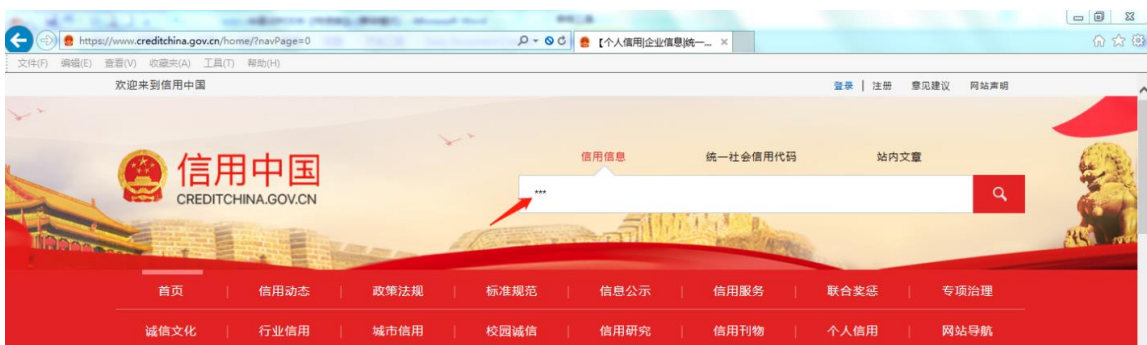 https://www.creditchina.gov.cn/home/?navPage=0
【个人信用|企业信息|统一... ×
文件(F) 编辑(E) 查看(V) 收藏夹(A) 工具(T) 帮助(H)
欢迎来到信用中国
登录 | 注册 意见建议 网站声明
信用信息 统一社会信用代码 站内文章
信用中国
***
CREDITCHINA.GOV.CN
首页 | 信用动态 | 政策法规 | 标准规范 | 信息公示 | 信用服务 | 联合奖惩 | 专项治理
诚信文化 | 行业信用 | 城市信用 | 校园诚信 | 信用研究 | 信用刊物 | 个人信用 | 网站导航